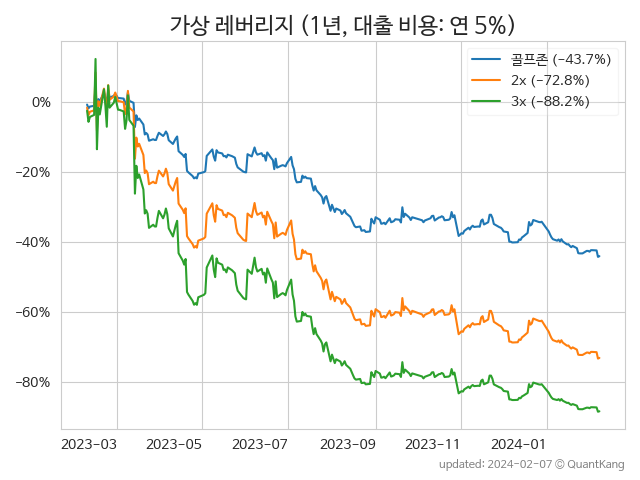 가상 레버리지 (1년, 대출 비용: 연 5%)
골프존 (−43.7%)
2x (−72.8%)
3x (−88.2%)
0%
−20%
−40%
−60%
−80%
2023-03 2023-05 2023-07 2023-09 2023-11 2024-01
updated: 2024-02-07 © QuantKang